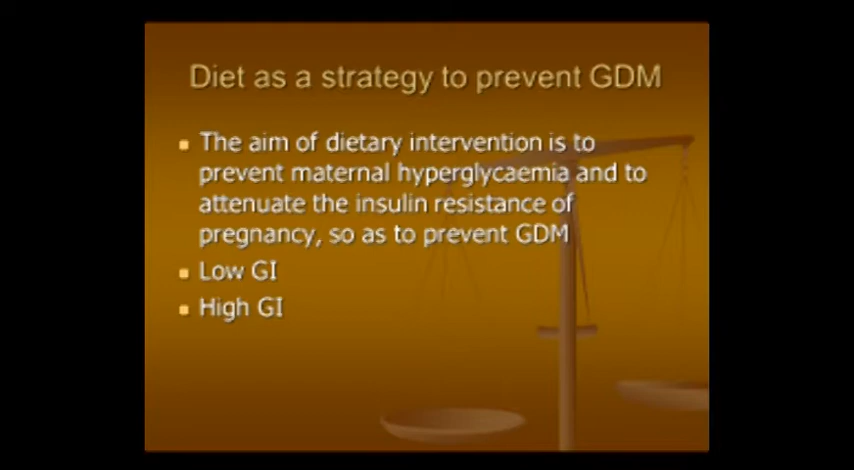 Diet as a strategy to prevent GDM
The aim of dietary intervention is to
prevent maternal hyperglycaemia and to
attenuate the insulin resistance of
pregnancy, so as to prevent GDM
Low GI
High GI